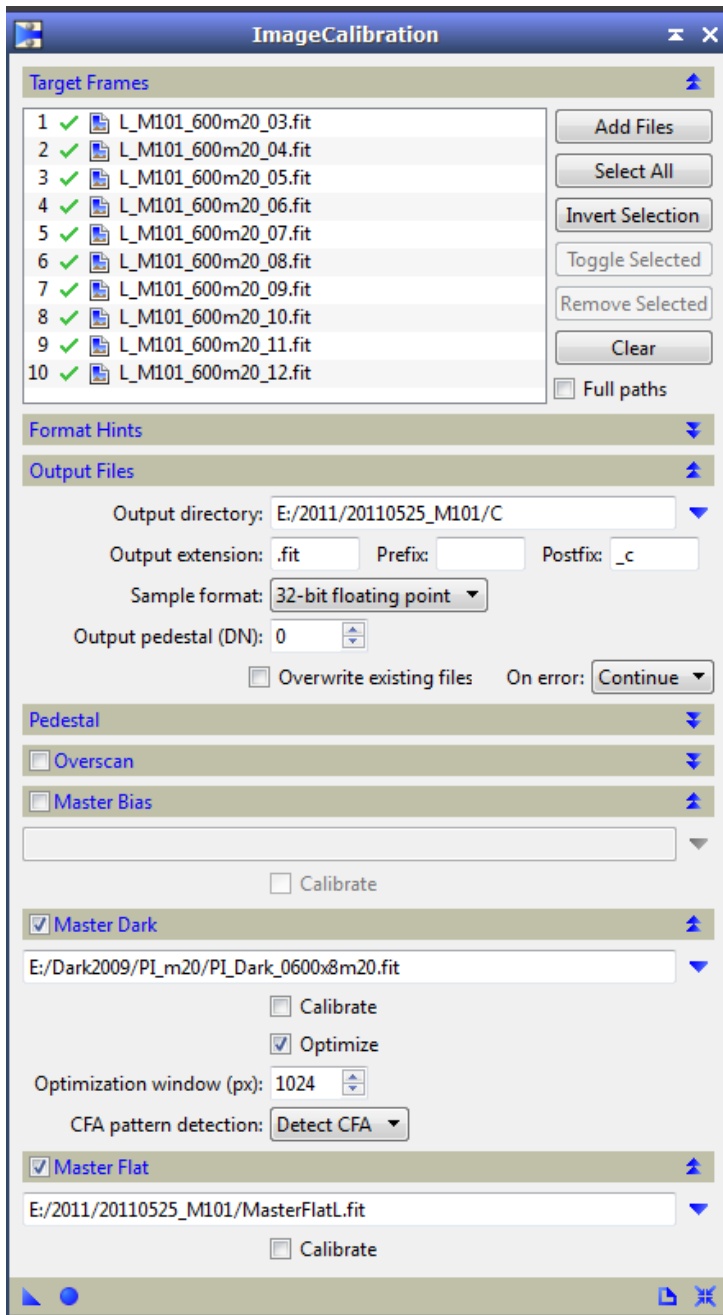 ImageCalibration
Target Frames
1 L_M101_600m20_03.fit
2 L_M101_600m20_04.fit
3 L_M101_600m20_05.fit
4 L_M101_600m20_06.fit
5 L_M101_600m20_07.fit
6 L_M101_600m20_08.fit
7 L_M101_600m20_09.fit
8 L_M101_600m20_10.fit
9 L_M101_600m20_11.fit
10 L_M101_600m20_12.fit
Add Files
Select All
Invert Selection
Toggle Selected
Remove Selected
Clear
Full paths
Format Hints
Output Files
Output directory: E:/2011/20110525_M101/C
Output extension: .fit Prefix: Postfix: _c
Sample format: 32-bit floating point
Output pedestal (DN): 0
Overwrite existing files On error: Continue
Pedestal
Overscan
Master Bias
Calibrate
Master Dark
E:/Dark2009/PI_m20/PI_Dark_0600x8m20.fit
Calibrate
Optimize
Optimization window (px): 1024
CFA pattern detection: Detect CFA
Master Flat
E:/2011/20110525_M101/MasterFlatL.fit
Calibrate